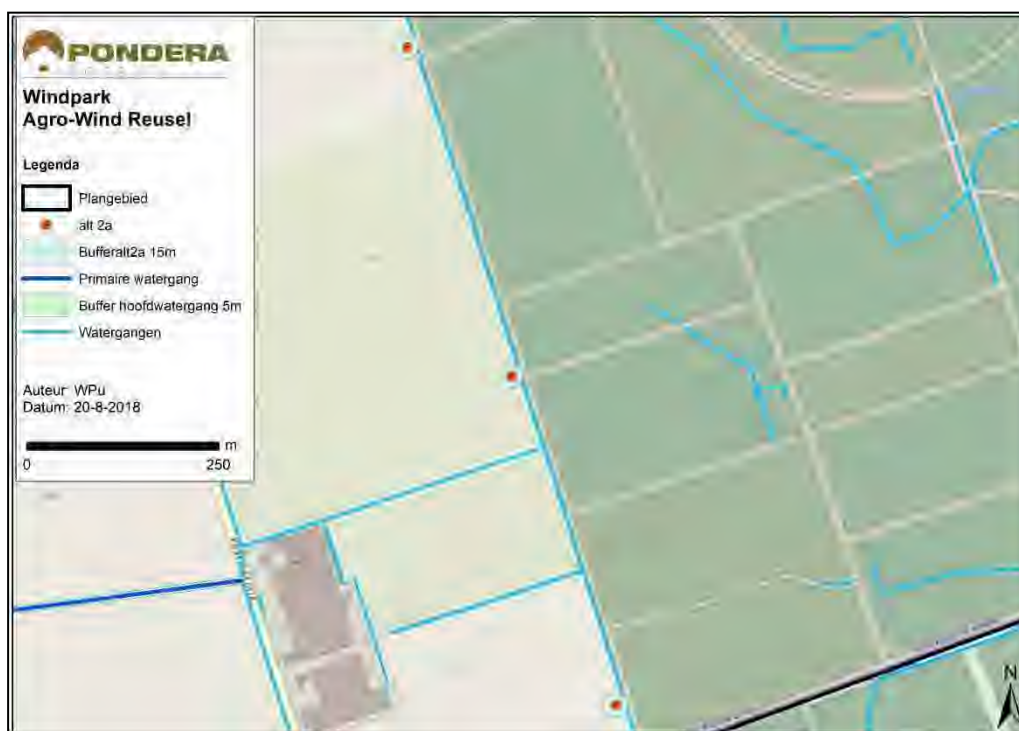 PONDERA
Windpark
Agro-Wind Reusel
Legenda
Plangebied
alt 2a
Bufferalt2a 15m
Primaire watergang
Buffer hoofdwatergang 5m
Watergangen
Auteur: WPu
Datum: 20-8-2018
m
0 250
N